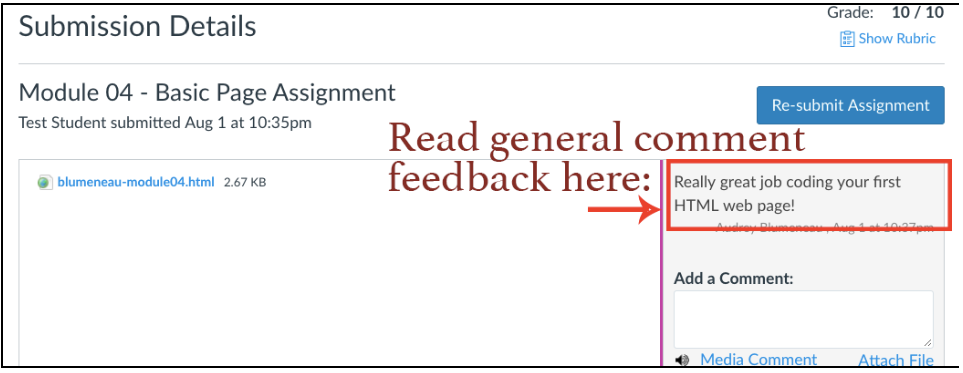 Submission Details
Grade: 10 / 10
Show Rubric
Module 04 - Basic Page Assignment
Re-submit Assignment
Test Student submitted Aug 1 at 10:35pm
Read general comment
feedback here:
blumeneau-module04.html 2.67 KB
Really great job coding your first
HTML web page!
Audrey Blumeneau , Aug 1 at 10:37pm
Add a Comment:
Media Comment
Attach File